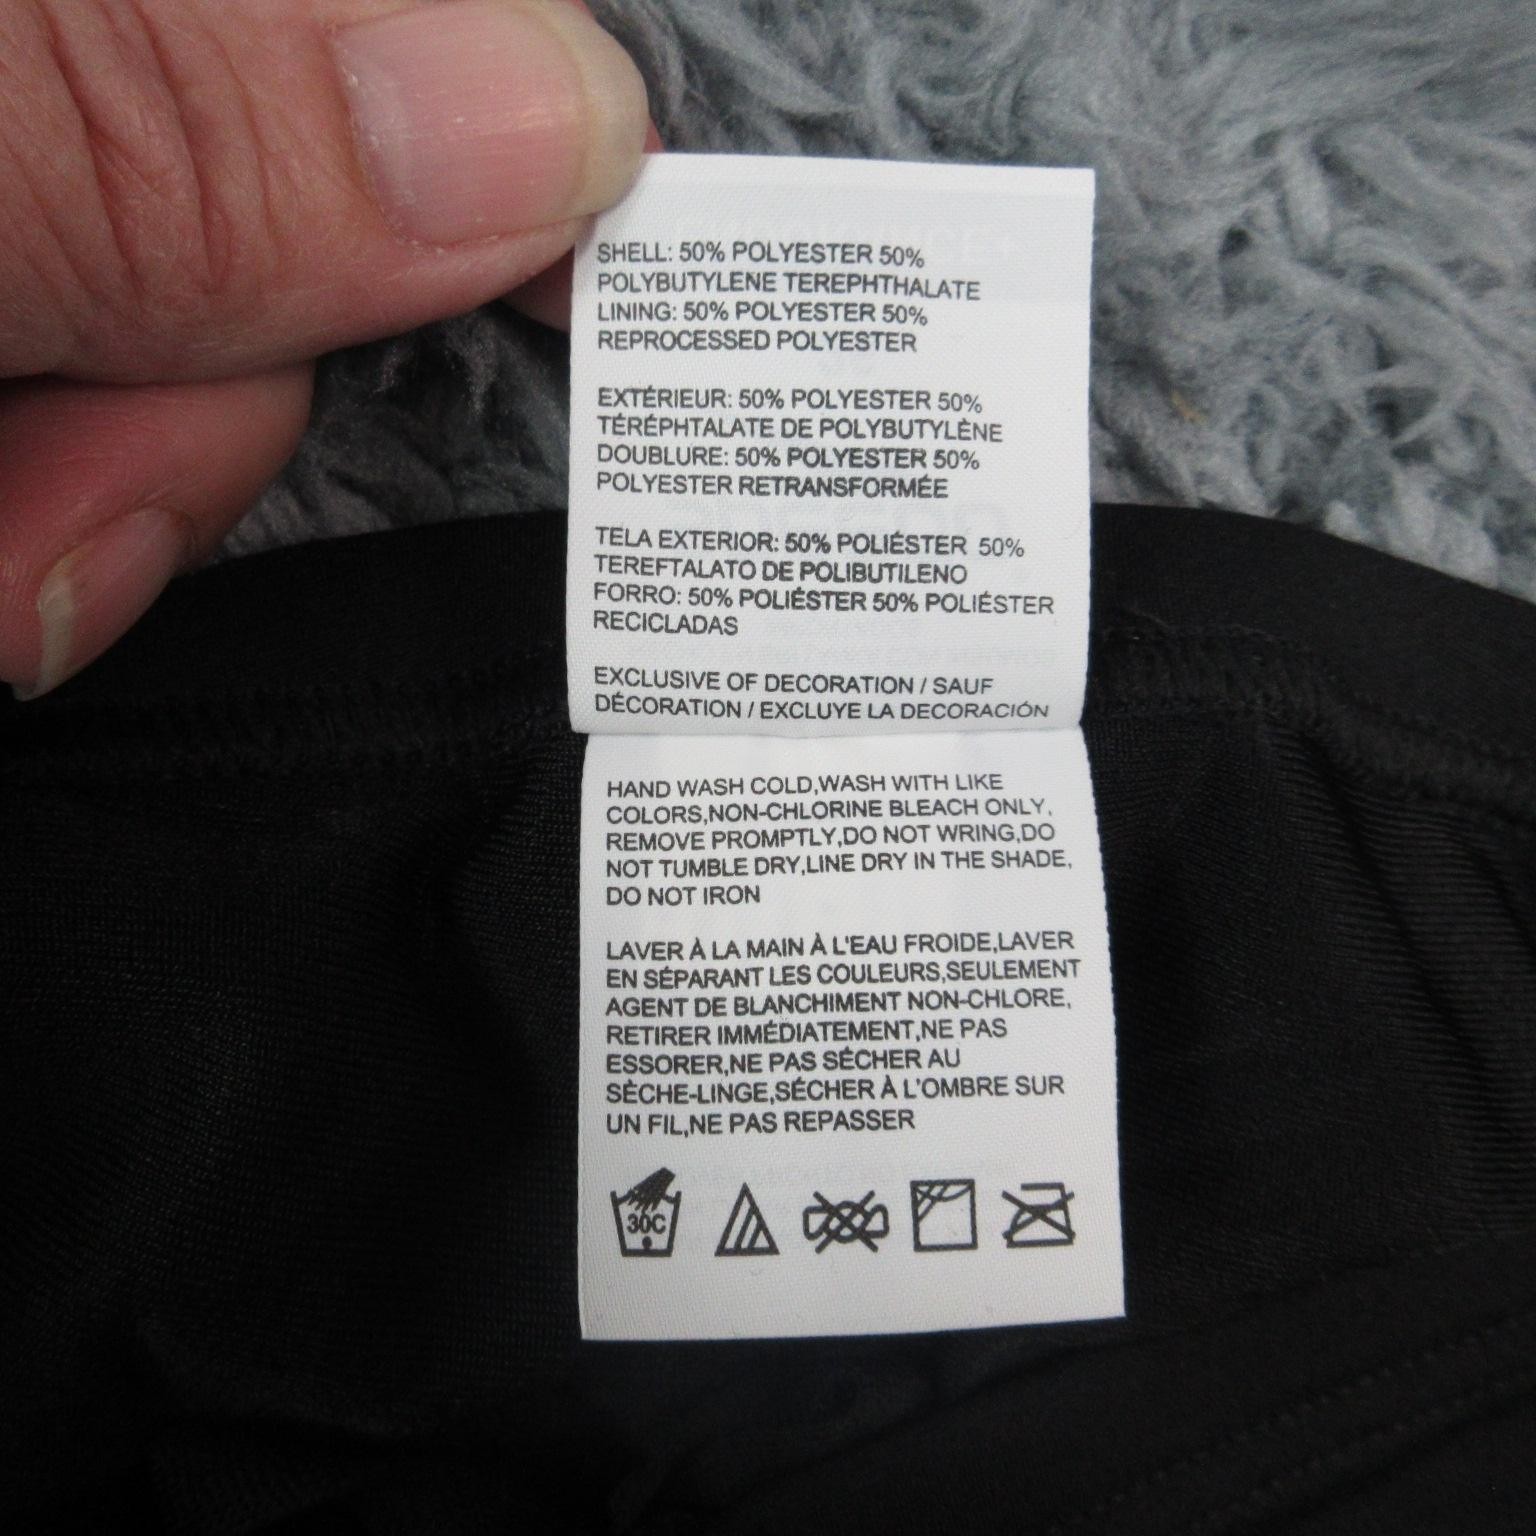 SHELL: 50% POLYESTER 50%
POLYBUTYLENE TEREPHTHALATE
LINING: 50% POLYESTER 50%
REPROCESSED POLYESTER
EXTÉRIEUR: 50% POLYESTER 50%
TÉRÉPHTALATE DE POLYBUTYLÈNE
DOUBLURE: 50% POLYESTER 50%
POLYESTER RETRANSFORMÉE
TELA EXTERIOR: 50% POLIÉSTER 50%
TEREFTALATO DE POLIBUTILENO
FORRO: 50% POLIÉSTER 50% POLIÉSTER
RECICLADAS
EXCLUSIVE OF DECORATION / SAUF
DÉCORATION / EXCLUYE LA DECORACIÓN
HAND WASH COLD,WASH WITH LIKE
COLORS,NON-CHLORINE BLEACH ONLY,
REMOVE PROMPTLY,DO NOT WRING,DO
NOT TUMBLE DRY,LINE DRY IN THE SHADE,
DO NOT IRON
LAVER À LA MAIN À L'EAU FROIDE,LAVER
EN SÉPARANT LES COULEURS,SEULEMENT
AGENT DE BLANCHIMENT NON-CHLORE,
RETIRER IMMÉDIATEMENT,NE PAS
ESSORER,NE PAS SÉCHER AU
SÈCHE-LINGE,SÉCHER À L'OMBRE SUR
UN FIL,NE PAS REPASSER
30C